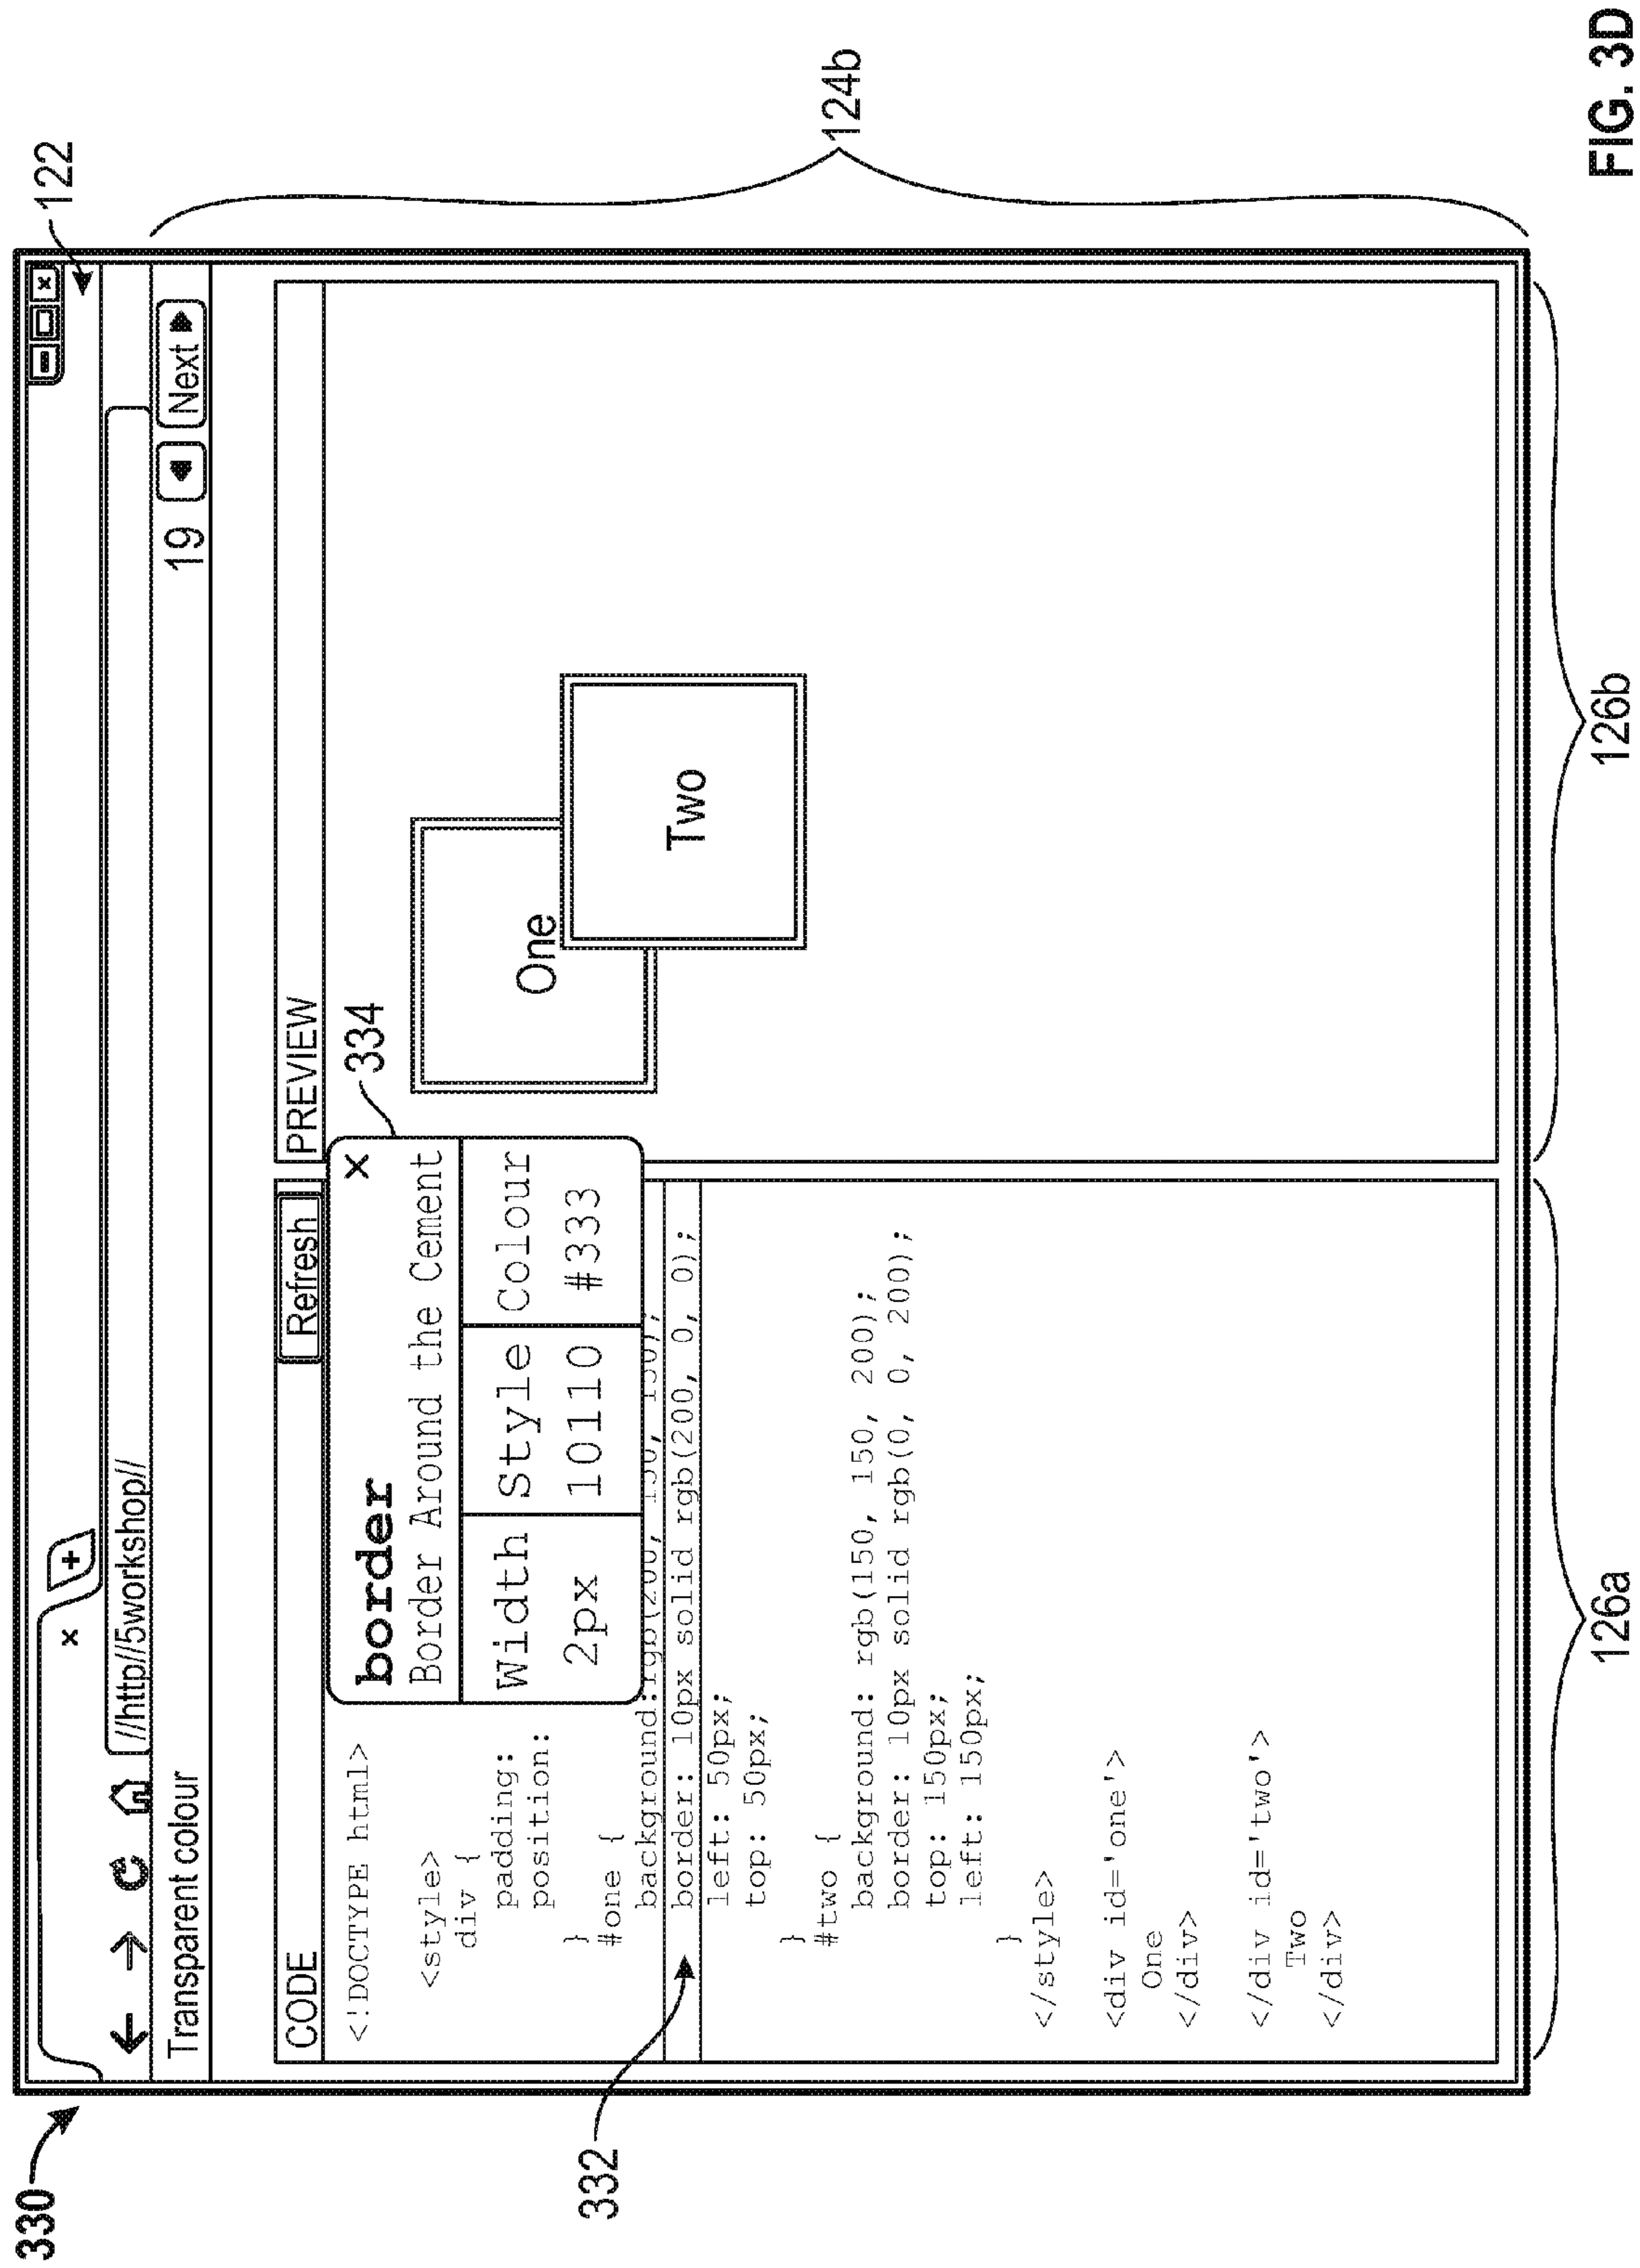 330
122
×
+
//http//5workshop//
Transparent colour
19
Next
CODE
Refresh
PREVIEW
<!DOCTYPE html>
<style>
div {
padding:
position:
}
#one {
background:rgb(200, 150, 150);
border: 10px solid rgb(200, 0, 0);
left: 50px;
top: 50px;
}
#two {
background: rgb(150, 150, 200);
border: 10px solid rgb(0, 0, 200);
top: 150px;
left: 150px;
}
</style>
<div id='one'>
One
</div>
</div id='two'>
Two
</div>
border
×
Border Around the Cement
Width Style Colour
2px 10110 #333
334
One
Two
332
124b
126a
126b
FIG. 3D